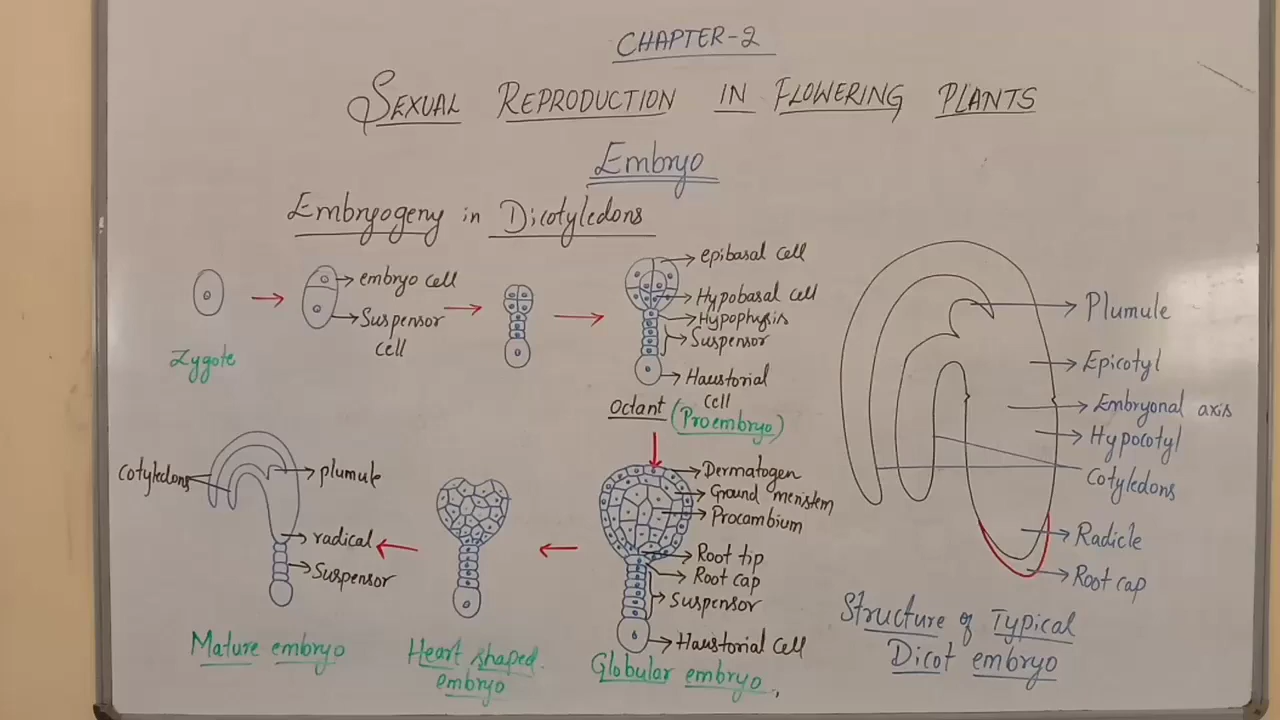 CHAPTER-2
SEXUAL REPRODUCTION IN FLOWERING PLANTS
Embryo
Embryogeny in Dicotyledons
Zygote
embryo cell
Suspensor
cell
epibasal cell
Hypobasal cell
Hypophysis
Suspensor
Haustorial
cell
Octant (Proembryo)
Dermatogen
Ground meristem
Procambium
Root tip
Root cap
Suspensor
Haustorial Cell
Globular embryo
Heart shaped
embryo
Cotyledons
plumule
radical
Suspensor
Mature embryo
Plumule
Epicotyl
Embryonal axis
Hypocotyl
Cotyledons
Radicle
Root cap
Structure of Typical
Dicot embryo